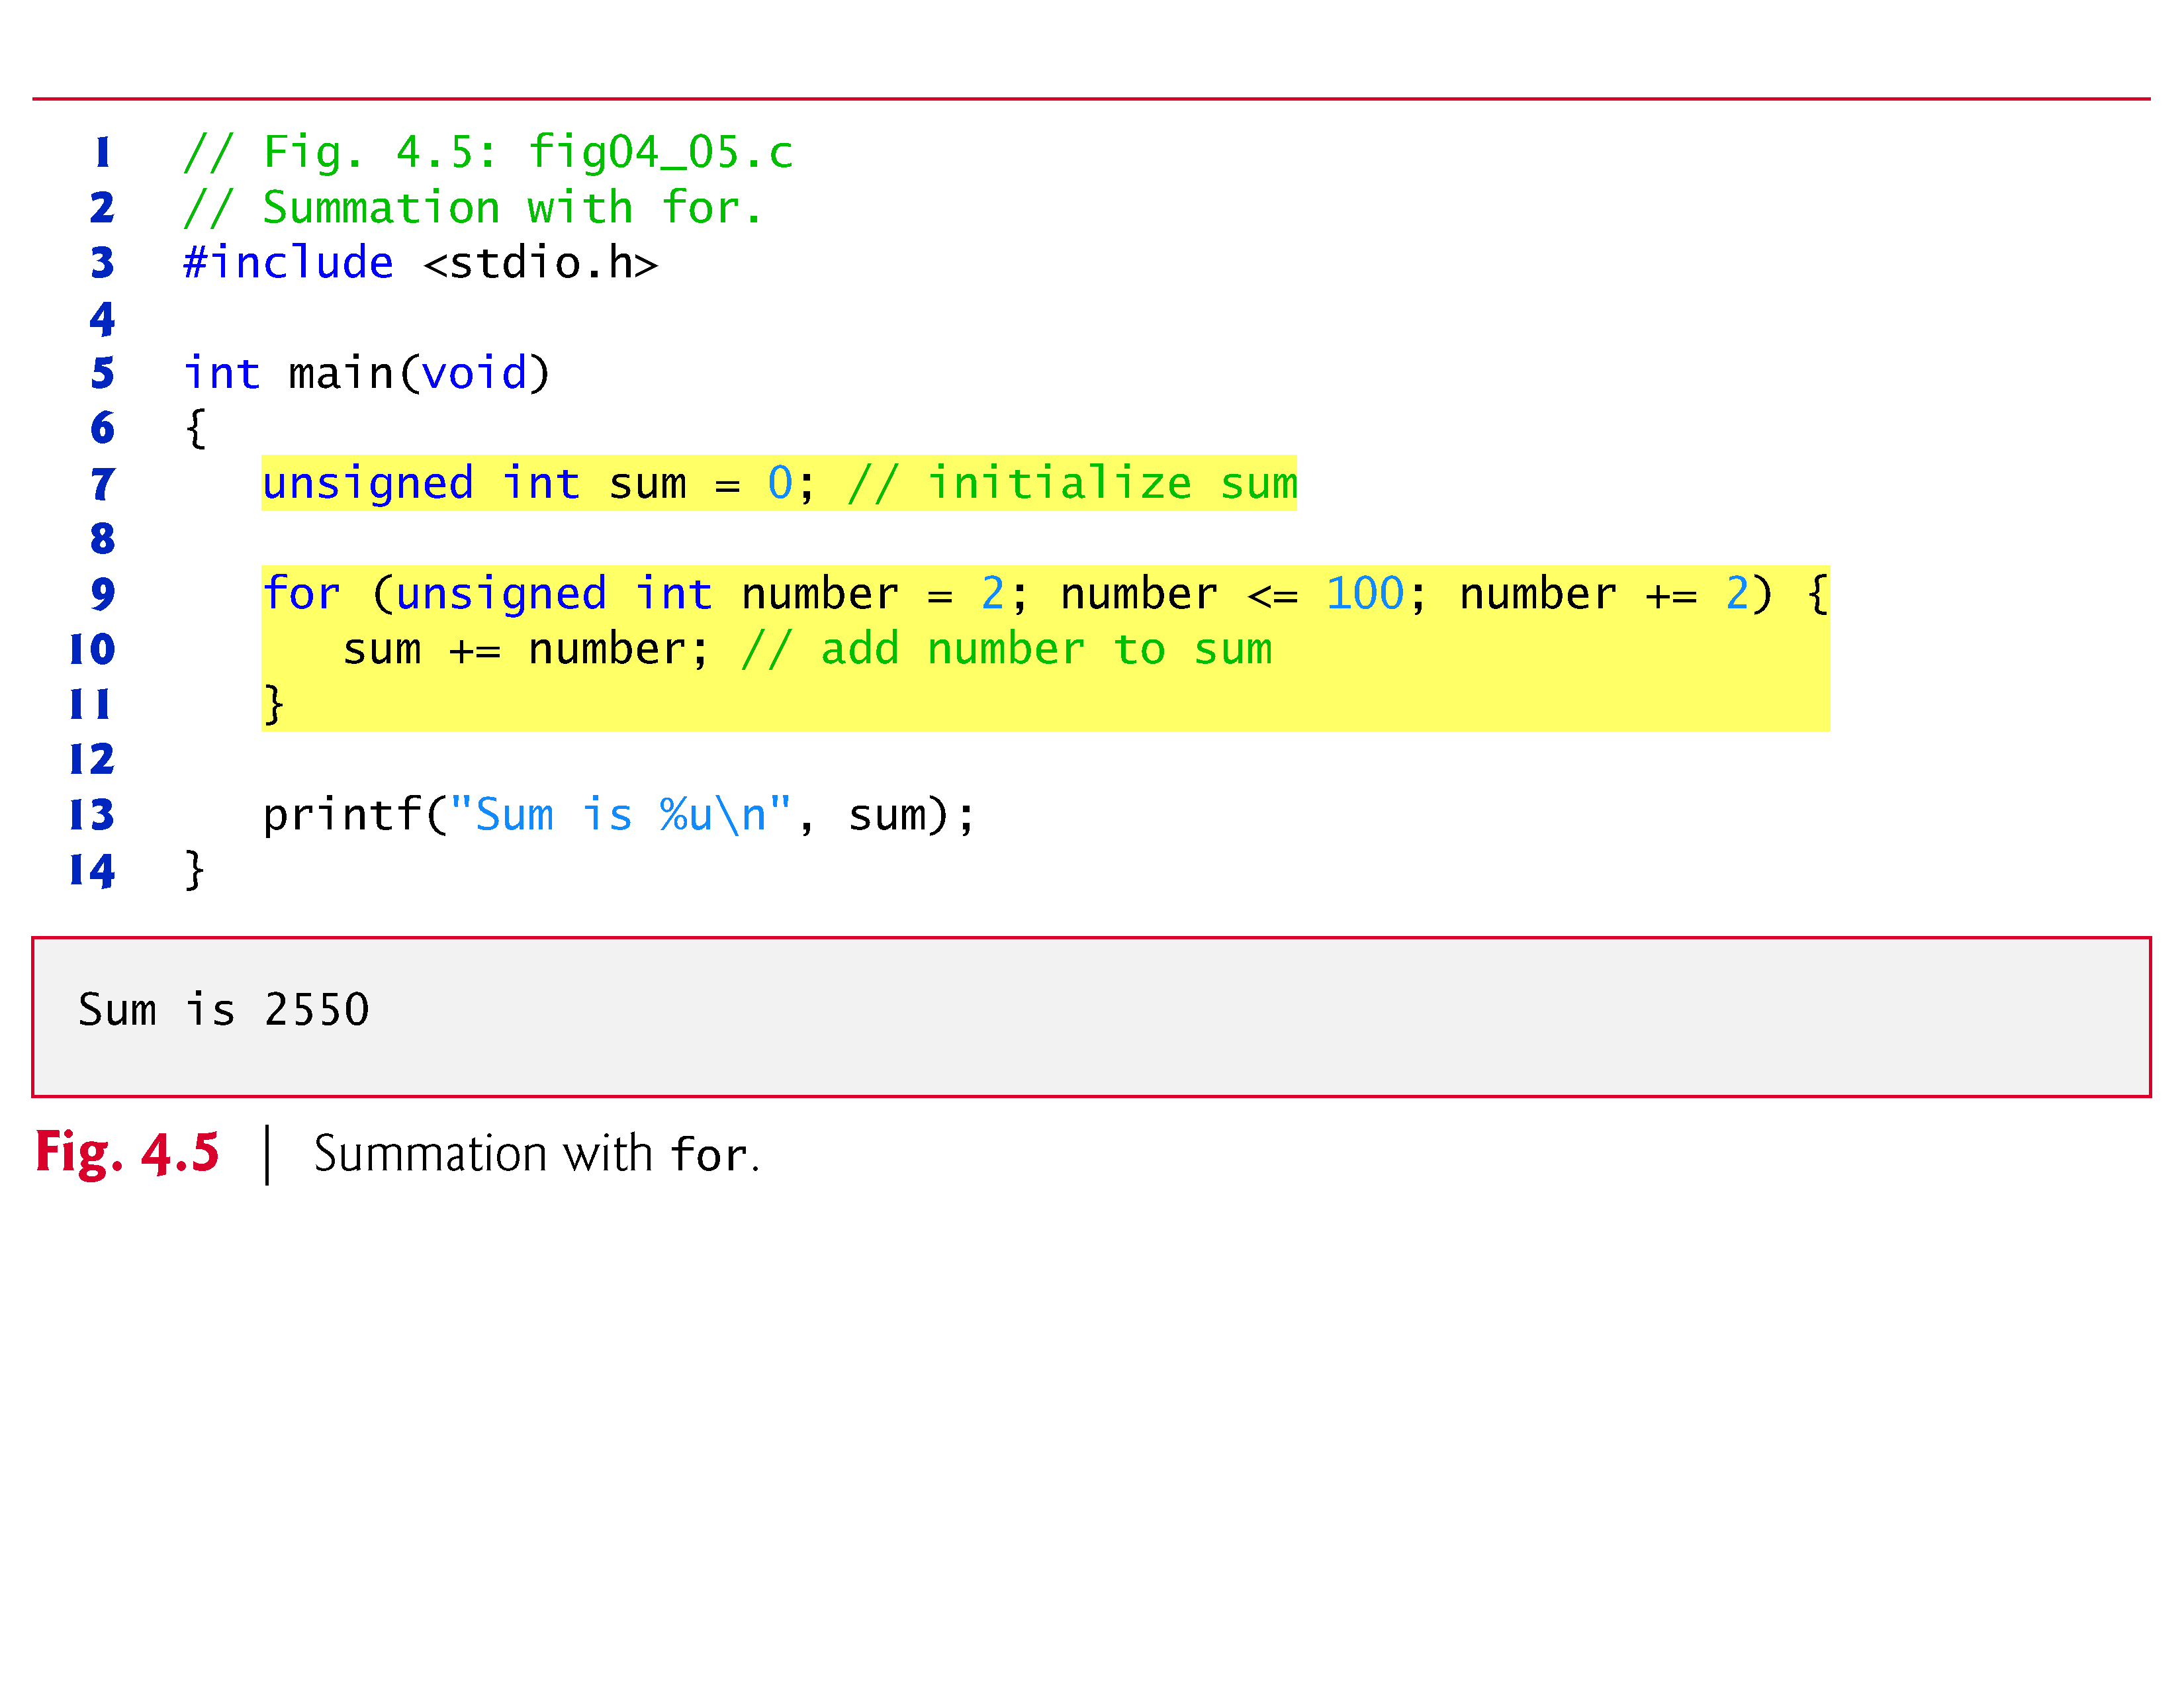 1 // Fig. 4.5: fig04_05.c
2 // Summation with for.
3 #include <stdio.h>
4
5 int main(void)
6 {
7    unsigned int sum = 0; // initialize sum
8
9    for (unsigned int number = 2; number <= 100; number += 2) {
10      sum += number; // add number to sum
11   }
12
13   printf("Sum is %u\n", sum);
14 }
Sum is 2550
Fig. 4.5 | Summation with for.